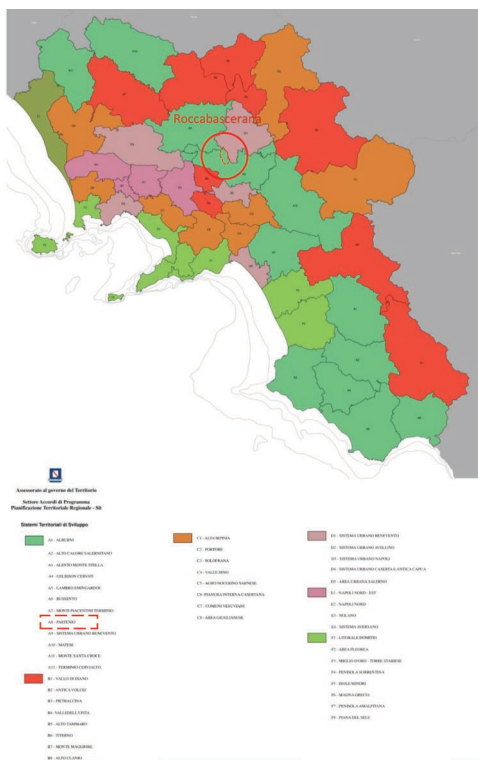 Roccabascerana
Assessorato al governo del Territorio
Settore Accordi di Programma
Pianificazione Territoriale Regionale - Sit
Sistemi Territoriali di Sviluppo
A1 - ALBURNI
A2 - ALTO CALORE SALERNITANO
A3 - ALENTO MONTE STELLA
A4 - GELBISON CERVATI
A5 - LAMBRO E MINGARDO
A6 - BUSSENTO
A7 - MONTI PICENTINI TERMINIO
A8 - PARTENIO
A9 - SISTEMA URBANO BENEVENTO
A10 - MATESE
A11 - MONTE SANTA CROCE
A12 - TERMINIO CERVIALTO
B1 - VALLO DI DIANO
B2 - ANTICA VOLCEI
B3 - PIETRELCINA
B4 - VALLE DELL'UFITA
B5 - ALTO TAMMARO
B6 - TITERNO
B7 - MONTE MAGGIORE
B8 - ALTO CLANIO
C1 - ALTA IRPINIA
C2 - FORTORE
C3 - SOLOFRANA
C4 - VALLE IRNO
C5 - AGRO NOCERINO SARNESE
C6 - PIANURA INTERNA CASERTANA
C7 - COMUNI VESUVIANI
C8 - AREA GIUGLIANESE
D1 - SISTEMA URBANO BENEVENTO
D2 - SISTEMA URBANO AVELLINO
D3 - SISTEMA URBANO NAPOLI
D4 - SISTEMA URBANO CASERTA E ANTICA CAPUA
D5 - AREA URBANA SALERNO
E1 - NAPOLI NORD - EST
E2 - NAPOLI NORD
E3 - NOLANO
E4 - SISTEMA AVERSANO
F1 - LITORALE DOMITIO
F2 - AREA FLEGREA
F3 - MIGLIO D'ORO - TORRE STABIESE
F4 - PENISOLA SORRENTINA
F5 - ISOLE MINORI
F6 - MAGNA GRECIA
F7 - PENISOLA AMALFITANA
F8 - PIANA DEL SELE